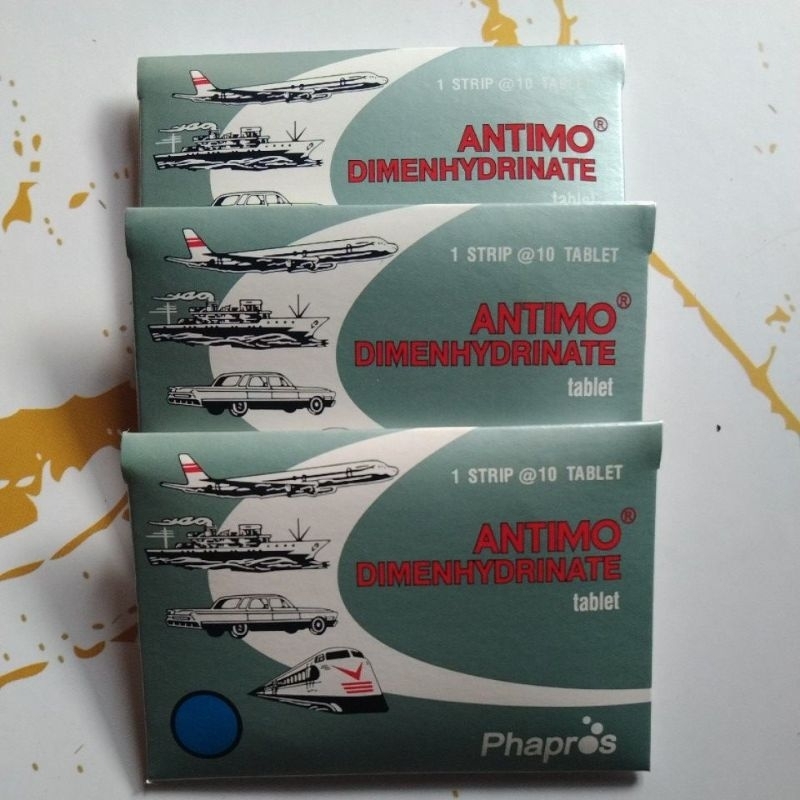 1 STRIP @ 10 TABLET
ANTIMO®
DIMENHYDRINATE
tablet
1 STRIP @ 10 TABLET
ANTIMO®
DIMENHYDRINATE
tablet
1 STRIP @ 10 TABLET
ANTIMO®
DIMENHYDRINATE
tablet
Phapros